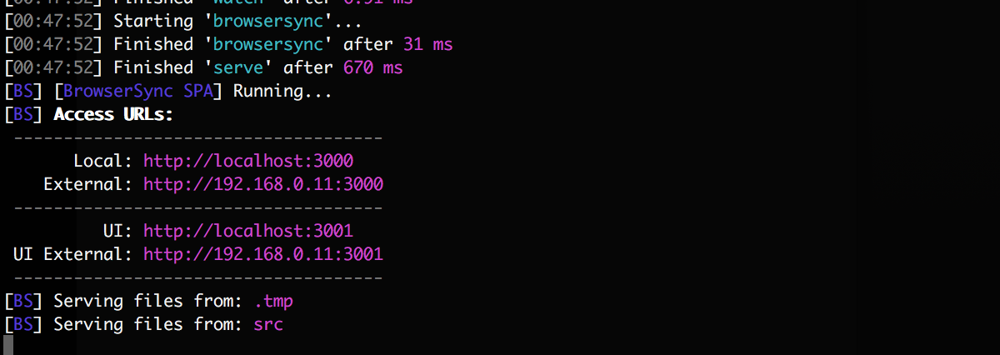 Finished 'watch' after 6.91 ms
[00:47:52] Starting 'browsersync'...
[00:47:52] Finished 'browsersync' after 31 ms
[00:47:52] Finished 'serve' after 670 ms
[BS] [BrowserSync SPA] Running...
[BS] Access URLs:
-------------------------------------
Local: http://localhost:3000
External: http://192.168.0.11:3000
-------------------------------------
UI: http://localhost:3001
UI External: http://192.168.0.11:3001
-------------------------------------
[BS] Serving files from: .tmp
[BS] Serving files from: src